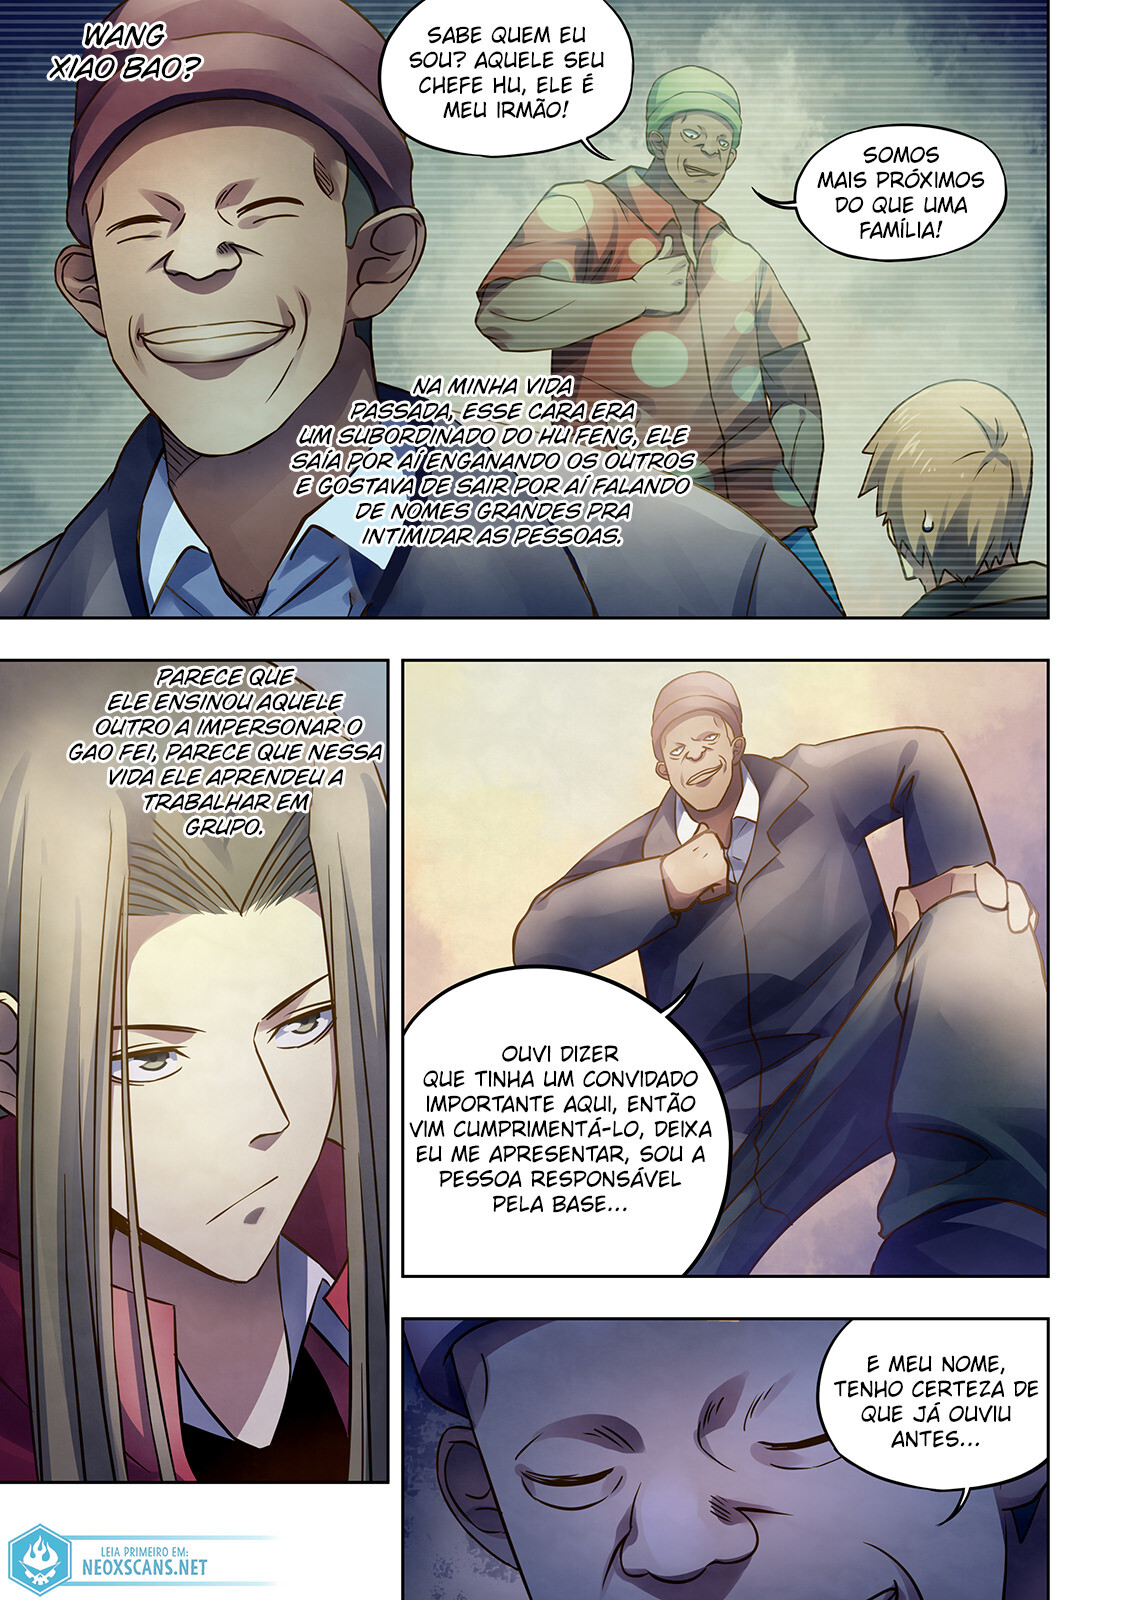 WANG
XIAO BAO?
SABE QUEM EU
SOU? AQUELE SEU
CHEFE HU, ELE É
MEU IRMÃO!
SOMOS
MAIS PRÓXIMOS
DO QUE UMA
FAMÍLIA!
NA MINHA VIDA
PASSADA, ESSE CARA ERA
UM SUBORDINADO DO HU FENG, ELE
SAÍA POR AÍ ENGANANDO OS OUTROS
E GOSTAVA DE SAIR POR AÍ FALANDO
DE NOMES GRANDES PRA
INTIMIDAR AS PESSOAS.
PARECE QUE
ELE ENSINOU AQUELE
OUTRO A IMPERSONAR O
GAO FEI, PARECE QUE NESSA
VIDA ELE APRENDEU A
TRABALHAR EM
GRUPO.
OUVI DIZER
QUE TINHA UM CONVIDADO
IMPORTANTE AQUI, ENTÃO
VIM CUMPRIMENTÁ-LO, DEIXA
EU ME APRESENTAR, SOU A
PESSOA RESPONSÁVEL
PELA BASE...
E MEU NOME,
TENHO CERTEZA DE
QUE JÁ OUVIU
ANTES...
LEIA PRIMEIRO EM:
NEOXSCANS.NET